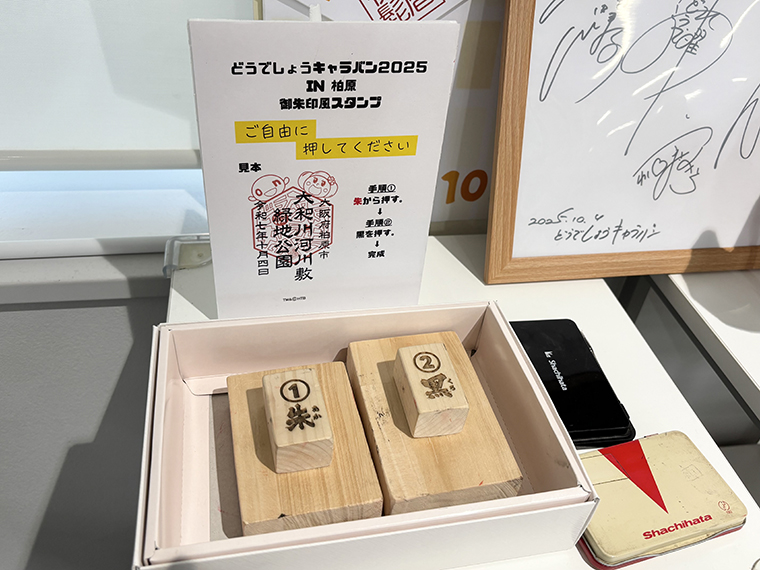 どうでしょうキャラバン2025
IN 柏原
御朱印風スタンプ
ご自由に
押してください
見本
大阪府柏原市
大和川河川敷
緑地公園
令和七年十月四日
手順①
朱から押す。
↓
手順②
黒を押す。
↓
完成
10
2025.10.4
どうでしょうキャラバン
①
朱
あか
②
黒
くろ
Shachihata
Shachihata